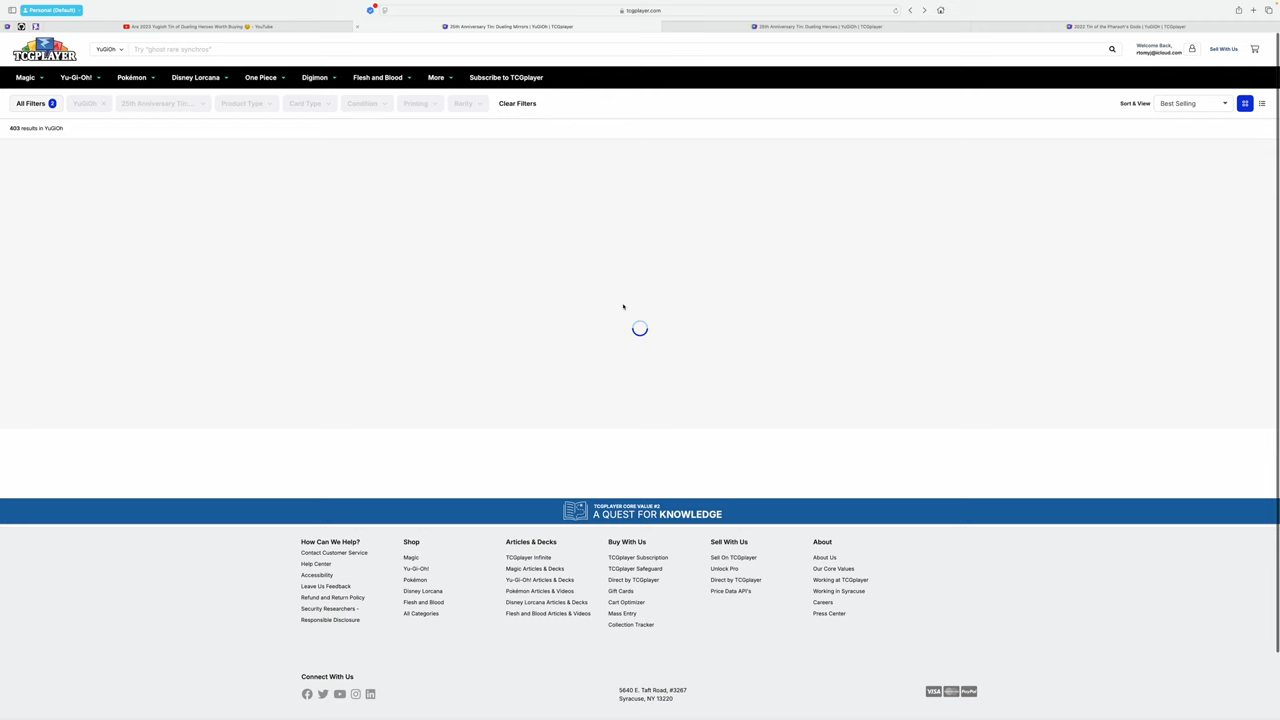 Personal (Default)
tcgplayer.com
Are 2023 Yugioh Tin of Dueling Heroes Worth Buying - YouTube
25th Anniversary Tin: Dueling Mirrors | YuGiOh | TCGplayer
25th Anniversary Tin: Dueling Heroes | YuGiOh | TCGplayer
2022 Tin of the Pharaoh's Gods | YuGiOh | TCGplayer
TCGPLAYER
YuGiOh
Try "ghost rare synchros"
Welcome Back,
rtomyj@icloud.com
Sell With Us
Magic
Yu-Gi-Oh!
Pokémon
Disney Lorcana
One Piece
Digimon
Flesh and Blood
More
Subscribe to TCGplayer
All Filters 2
YuGiOh
25th Anniversary Tin:...
Product Type
Card Type
Condition
Printing
Rarity
Clear Filters
Sort & View
Best Selling
403 results in YuGiOh
TCGPLAYER CORE VALUE #3
A QUEST FOR KNOWLEDGE
How Can We Help?
Contact Customer Service
Help Center
Accessibility
Leave Us Feedback
Refund and Return Policy
Security Researchers -
Responsible Disclosure
Shop
Magic
Yu-Gi-Oh!
Pokémon
Disney Lorcana
Flesh and Blood
All Categories
Articles & Decks
TCGplayer Infinite
Magic Articles & Decks
Yu-Gi-Oh! Articles & Decks
Pokémon Articles & Videos
Disney Lorcana Articles & Decks
Flesh and Blood Articles & Videos
Buy With Us
TCGplayer Subscription
TCGplayer Safeguard
Direct by TCGplayer
Gift Cards
Cart Optimizer
Mass Entry
Collection Tracker
Sell With Us
Sell On TCGplayer
Unlock Pro
Direct by TCGplayer
Price Data API's
About
About Us
Our Core Values
Working at TCGplayer
Working in Syracuse
Careers
Press Center
Connect With Us
5640 E. Taft Road, #3267
Syracuse, NY 13220
VISA
PayPal